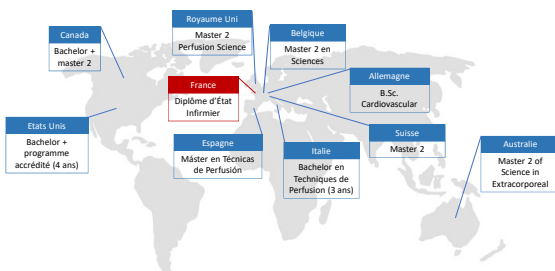 Canada
Bachelor +
master 2
Royaume Uni
Master 2
Perfusion Science
Belgique
Master 2 en
Sciences
France
Diplôme d'État
Infirmier
Allemagne
B.Sc.
Cardiovascular
Etats Unis
Bachelor +
programme
accrédité (4 ans)
Espagne
Máster en Técnicas
de Perfusión
Italie
Bachelor en
Techniques de
Perfusion (3 ans)
Suisse
Master 2
Australie
Master 2 of
Science in
Extracorporeal